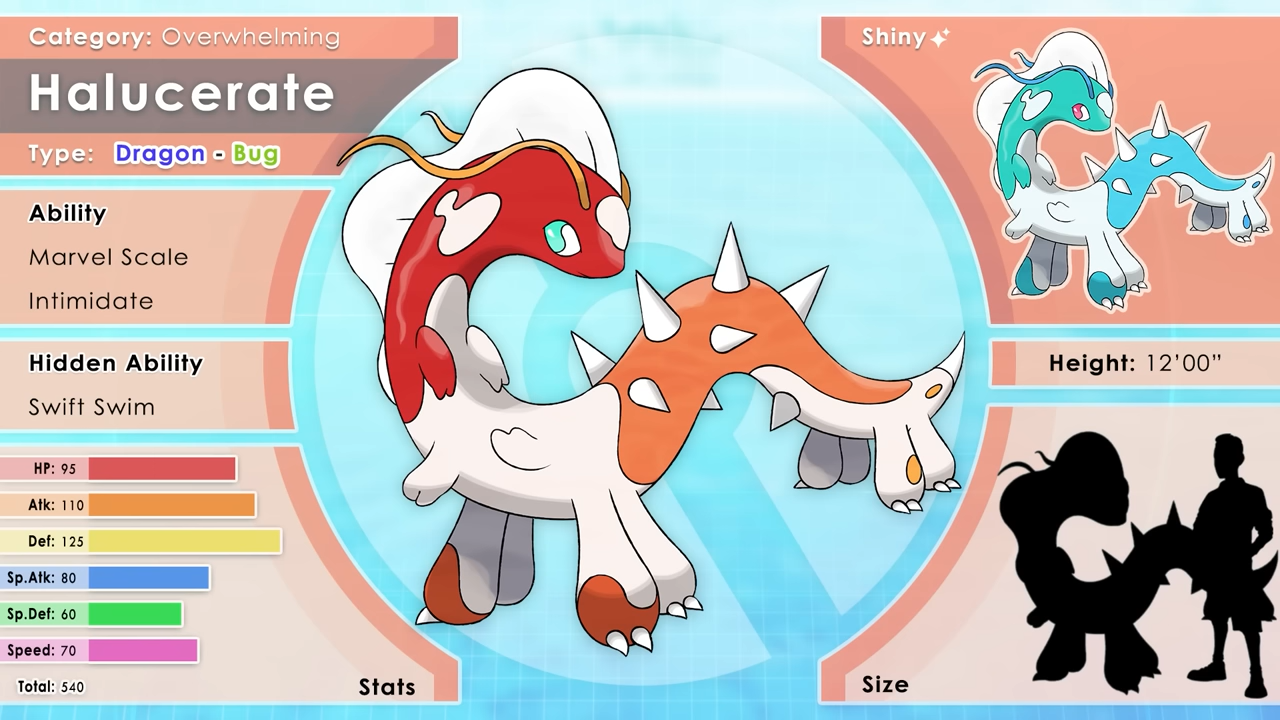 Category: Overwhelming
Halucerate
Type: Dragon - Bug
Ability
Marvel Scale
Intimidate
Hidden Ability
Swift Swim
HP: 95
Atk: 110
Def: 125
Sp.Atk: 80
Sp.Def: 60
Speed: 70
Total: 540
Stats
Shiny
Height: 12’00”
Size